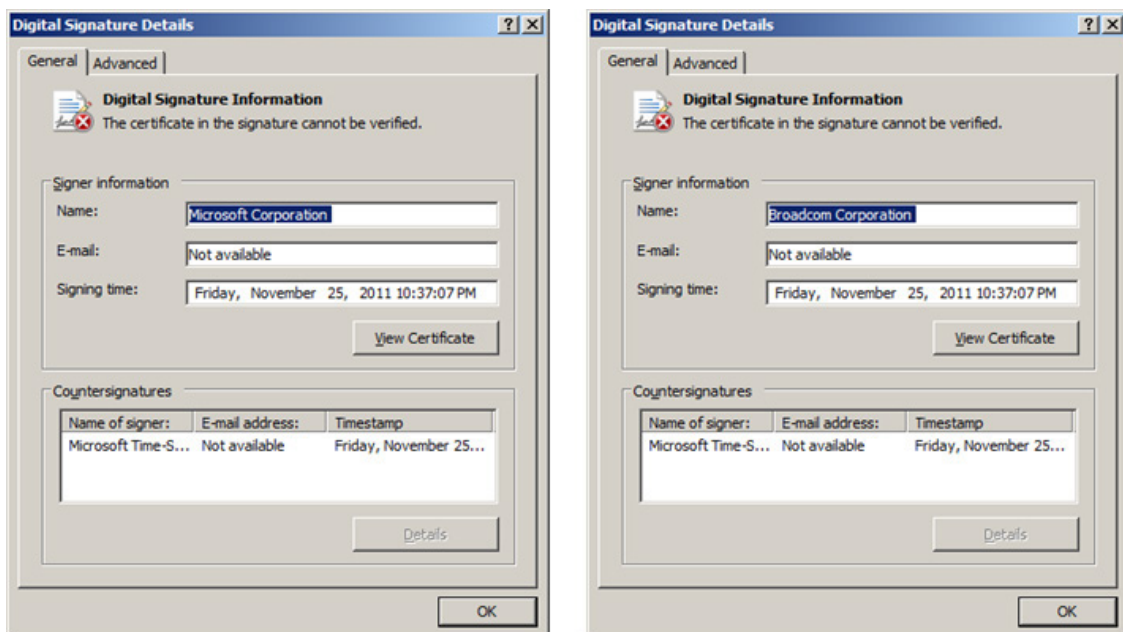 Digital Signature Details
General Advanced
Digital Signature Information
The certificate in the signature cannot be verified.
Signer information
Name: Microsoft Corporation
E-mail: Not available
Signing time: Friday, November 25, 2011 10:37:07 PM
View Certificate
Countersignatures
Name of signer: E-mail address: Timestamp
Microsoft Time-S... Not available Friday, November 25...
Details
OK
Digital Signature Details
General Advanced
Digital Signature Information
The certificate in the signature cannot be verified.
Signer information
Name: Broadcom Corporation
E-mail: Not available
Signing time: Friday, November 25, 2011 10:37:07 PM
View Certificate
Countersignatures
Name of signer: E-mail address: Timestamp
Microsoft Time-S... Not available Friday, November 25...
Details
OK